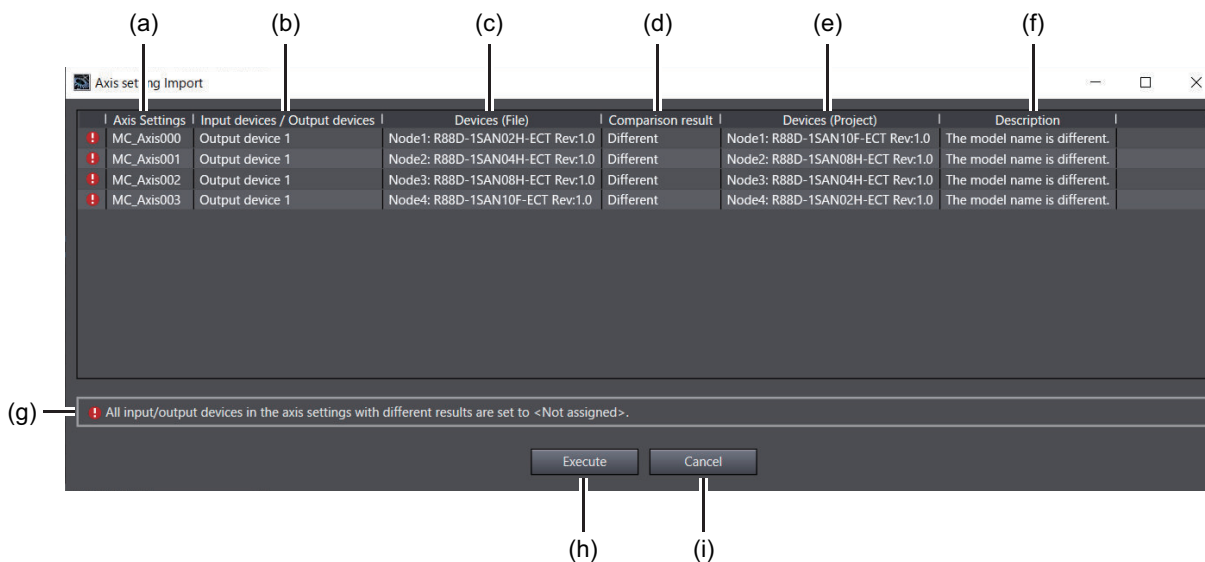 (a) (b) (c) (d) (e) (f)
Axis setting Import
Axis Settings Input devices / Output devices Devices (File) Comparison result Devices (Project) Description
MC_Axis000 Output device 1 Node1: R88D-1SAN02H-ECT Rev:1.0 Different Node1: R88D-1SAN10F-ECT Rev:1.0 The model name is different.
MC_Axis001 Output device 1 Node2: R88D-1SAN04H-ECT Rev:1.0 Different Node2: R88D-1SAN08H-ECT Rev:1.0 The model name is different.
MC_Axis002 Output device 1 Node3: R88D-1SAN08H-ECT Rev:1.0 Different Node3: R88D-1SAN04H-ECT Rev:1.0 The model name is different.
MC_Axis003 Output device 1 Node4: R88D-1SAN10F-ECT Rev:1.0 Different Node4: R88D-1SAN02H-ECT Rev:1.0 The model name is different.
(g) All input/output devices in the axis settings with different results are set to <Not assigned>.
Execute Cancel
(h) (i)